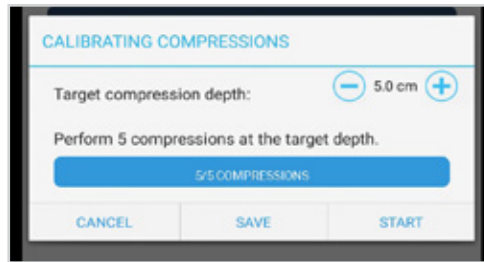 CALIBRATING COMPRESSIONS
Target compression depth: 5.0 cm
Perform 5 compressions at the target depth.
5/5 COMPRESSIONS
CANCEL SAVE START